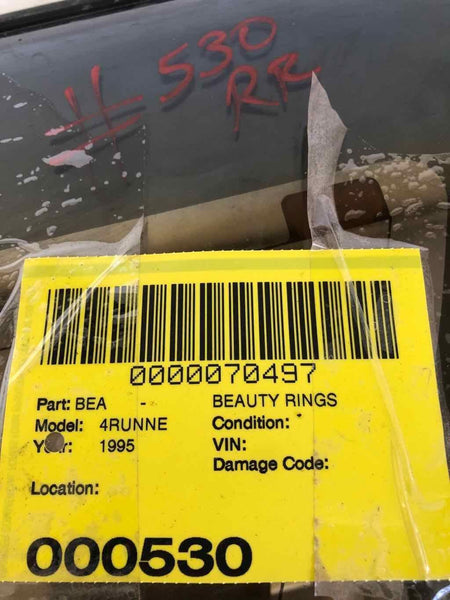 # 530
RR
0000070497
Part: BEA - BEAUTY RINGS
Model: 4RUNNE Condition:
Year: 1995 VIN:
Damage Code:
Location:
000530